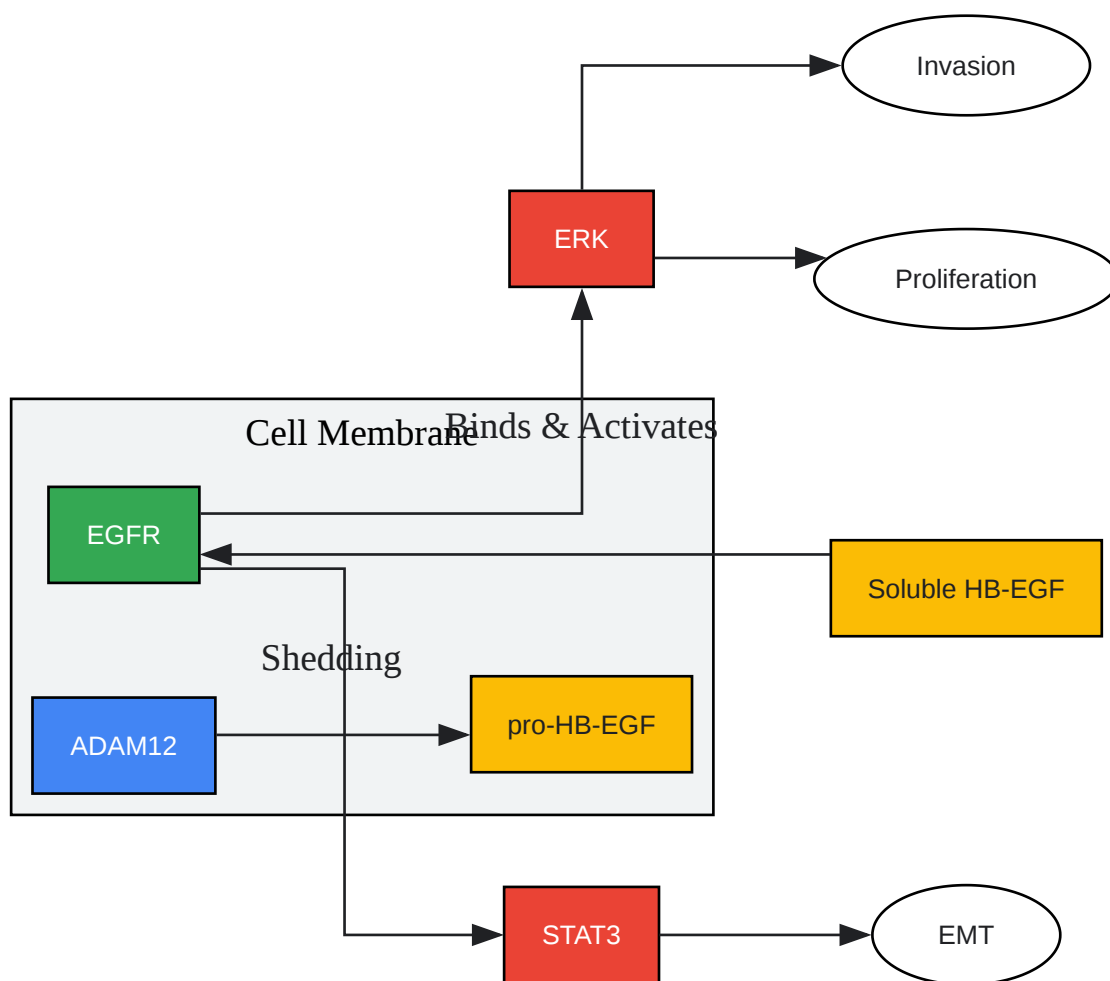 Invasion
ERK
Proliferation
Cell Membrane
Binds & Activates
EGFR
Soluble HB-EGF
Shedding
pro-HB-EGF
ADAM12
STAT3
EMT